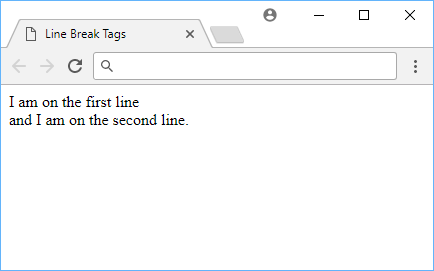 Line Break Tags
I am on the first line
and I am on the second line.